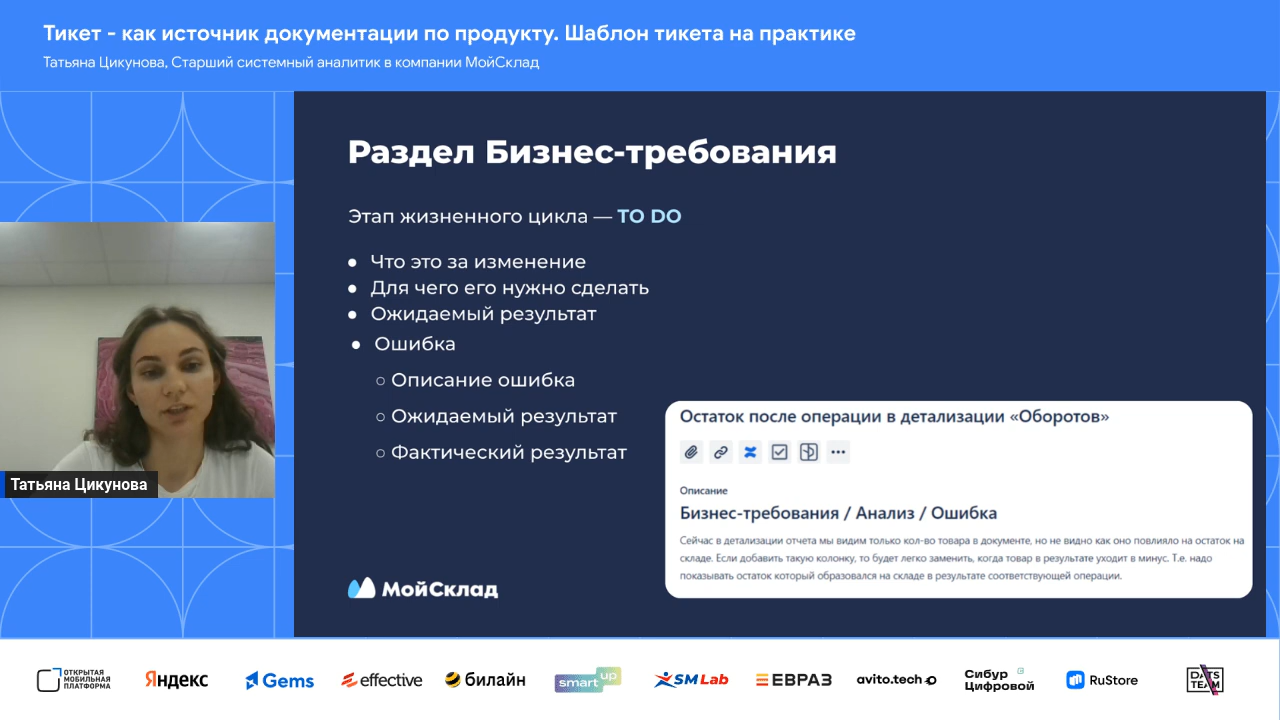 Тикет - как источник документации по продукту. Шаблон тикета на практике
Татьяна Цикунова, Старший системный аналитик в компании МойСклад
Раздел Бизнес-требования
Этап жизненного цикла — TO DO
● Что это за изменение
● Для чего его нужно сделать
● Ожидаемый результат
● Ошибка
○ Описание ошибка
○ Ожидаемый результат
○ Фактический результат
Остаток после операции в детализации «Оборотов»
Описание
Бизнес-требования / Анализ / Ошибка
Сейчас в детализации отчета мы видим только кол-во товара в документе, но не видно как оно повлияло на остаток на
складе. Если добавить такую колонку, то будет легко заменить, когда товар в результате уходит в минус. Т.е. надо
показывать остаток который образовался на складе в результате соответствующей операции.
МойСклад
Татьяна Цикунова
ОТКРЫТАЯ
МОБИЛЬНАЯ
ПЛАТФОРМА
Яндекс
Gems
effective
билайн
smart up
SM Lab
ЕВРАЗ
avito.tech
Сибур
Цифровой
RuStore
DATS
TEAM